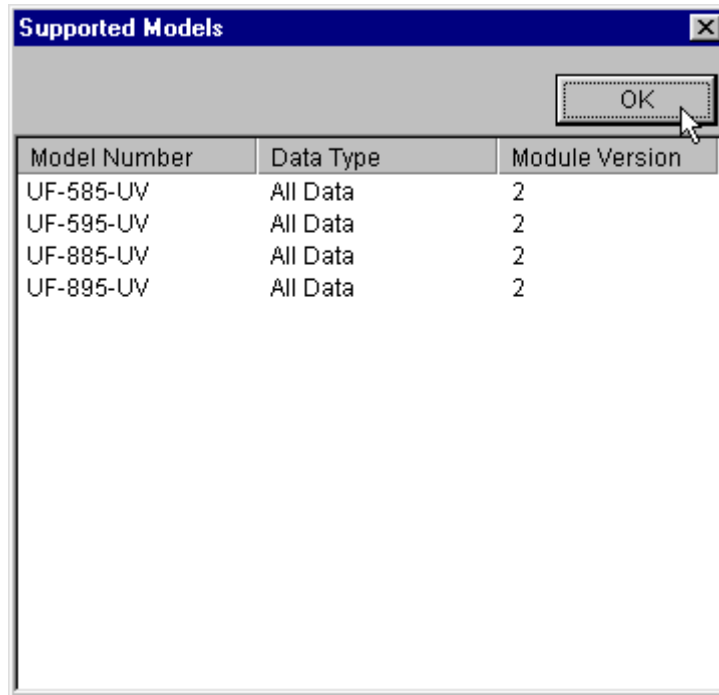 Supported Models
OK
Model Number Data Type Module Version
UF-585-UV All Data 2
UF-595-UV All Data 2
UF-885-UV All Data 2
UF-895-UV All Data 2